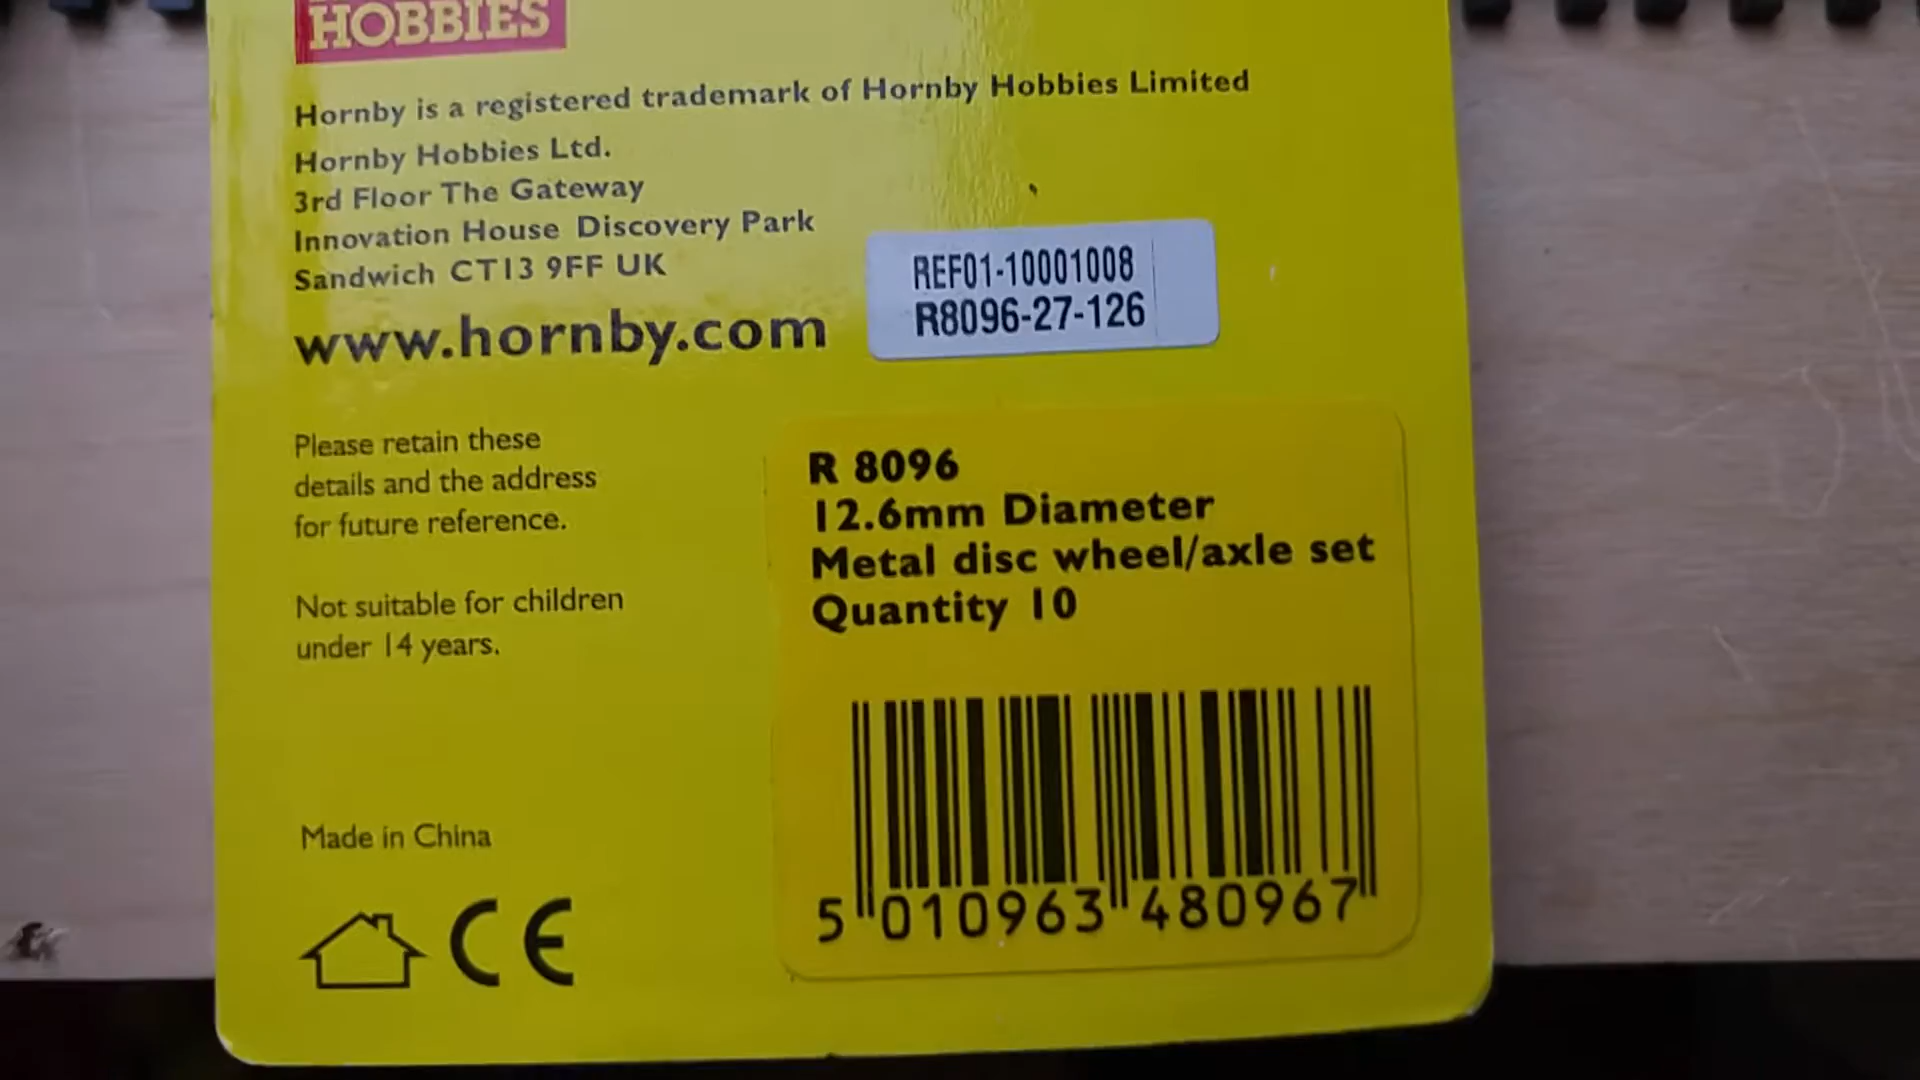 HOBBIES
Hornby is a registered trademark of Hornby Hobbies Limited
Hornby Hobbies Ltd.
3rd Floor The Gateway
Innovation House Discovery Park
Sandwich CT13 9FF UK
www.hornby.com
REF01-10001008
R8096-27-126
Please retain these
details and the address
for future reference.
Not suitable for children
under 14 years.
R 8096
12.6mm Diameter
Metal disc wheel/axle set
Quantity 10
Made in China
CE
5 010963 480967